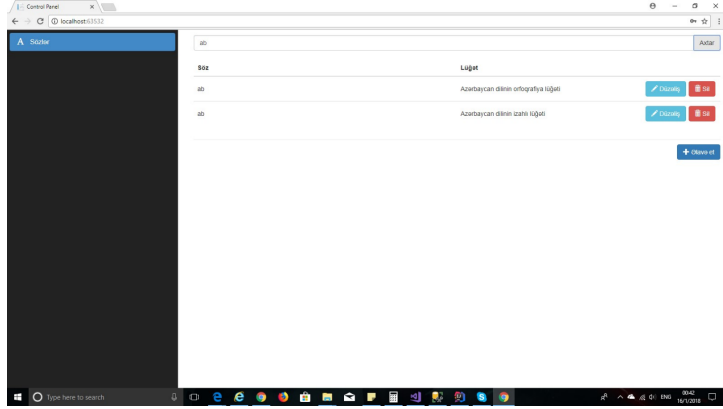 Control Panel
localhost:63532
Sözlər
ab
Axtar
Söz Lüğət
ab Azərbaycan dilinin orfoqrafiya lüğəti Düzəliş Sil
ab Azərbaycan dilinin izahlı lüğəti Düzəliş Sil
Əlavə et
Type here to search
ENG
00:42
16/1/2018